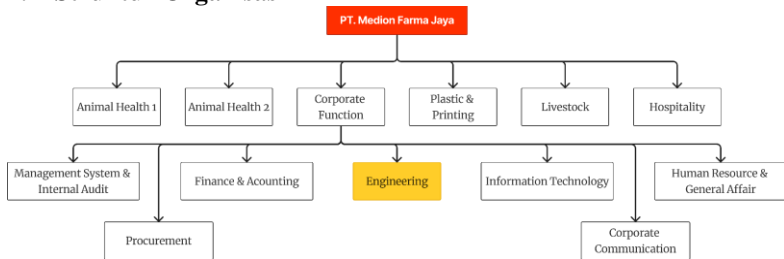 PT. Medion Farma Jaya
Animal Health 1
Animal Health 2
Corporate
Function
Plastic &
Printing
Livestock
Hospitality
Management System &
Internal Audit
Finance & Acounting
Engineering
Information Technology
Human Resource &
General Affair
Procurement
Corporate
Communication